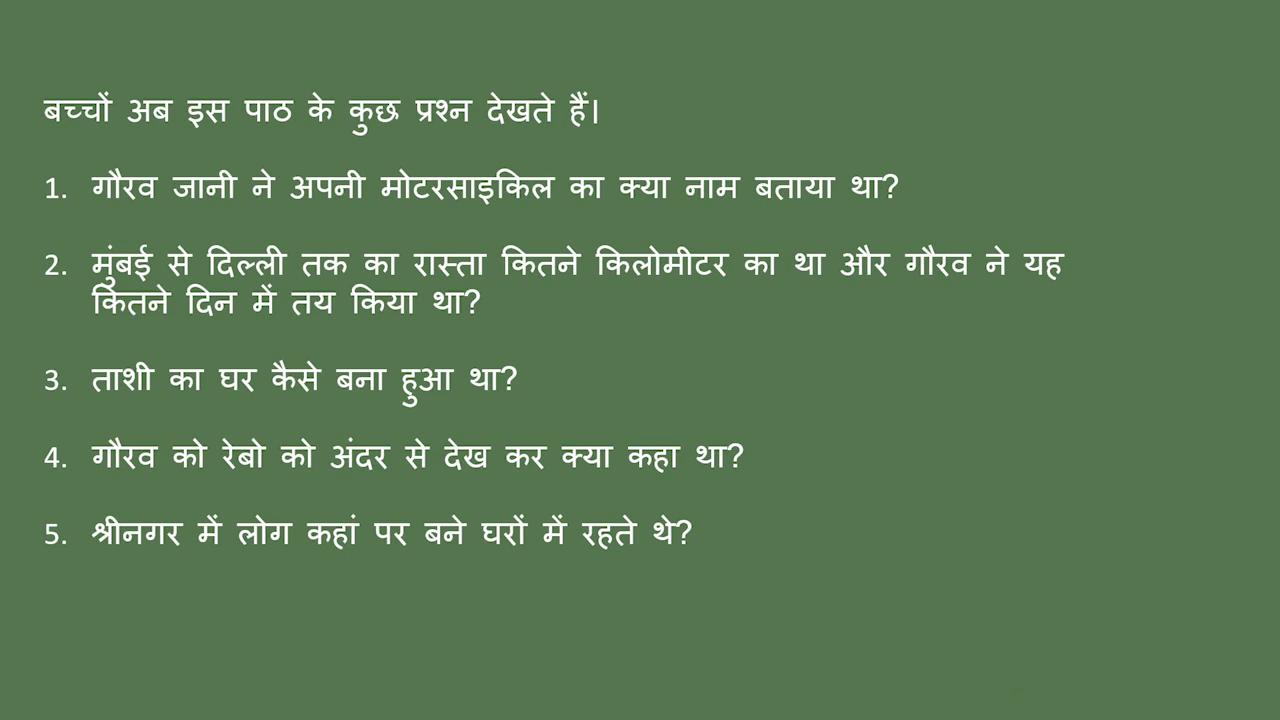 बच्चों अब इस पाठ के कुछ प्रश्न देखते हैं।
1. गौरव जानी ने अपनी मोटरसाइकिल का क्या नाम बताया था?
2. मुंबई से दिल्ली तक का रास्ता कितने किलोमीटर का था और गौरव ने यह
कितने दिन में तय किया था?
3. ताशी का घर कैसे बना हुआ था?
4. गौरव को रेबो को अंदर से देख कर क्या कहा था?
5. श्रीनगर में लोग कहां पर बने घरों में रहते थे?